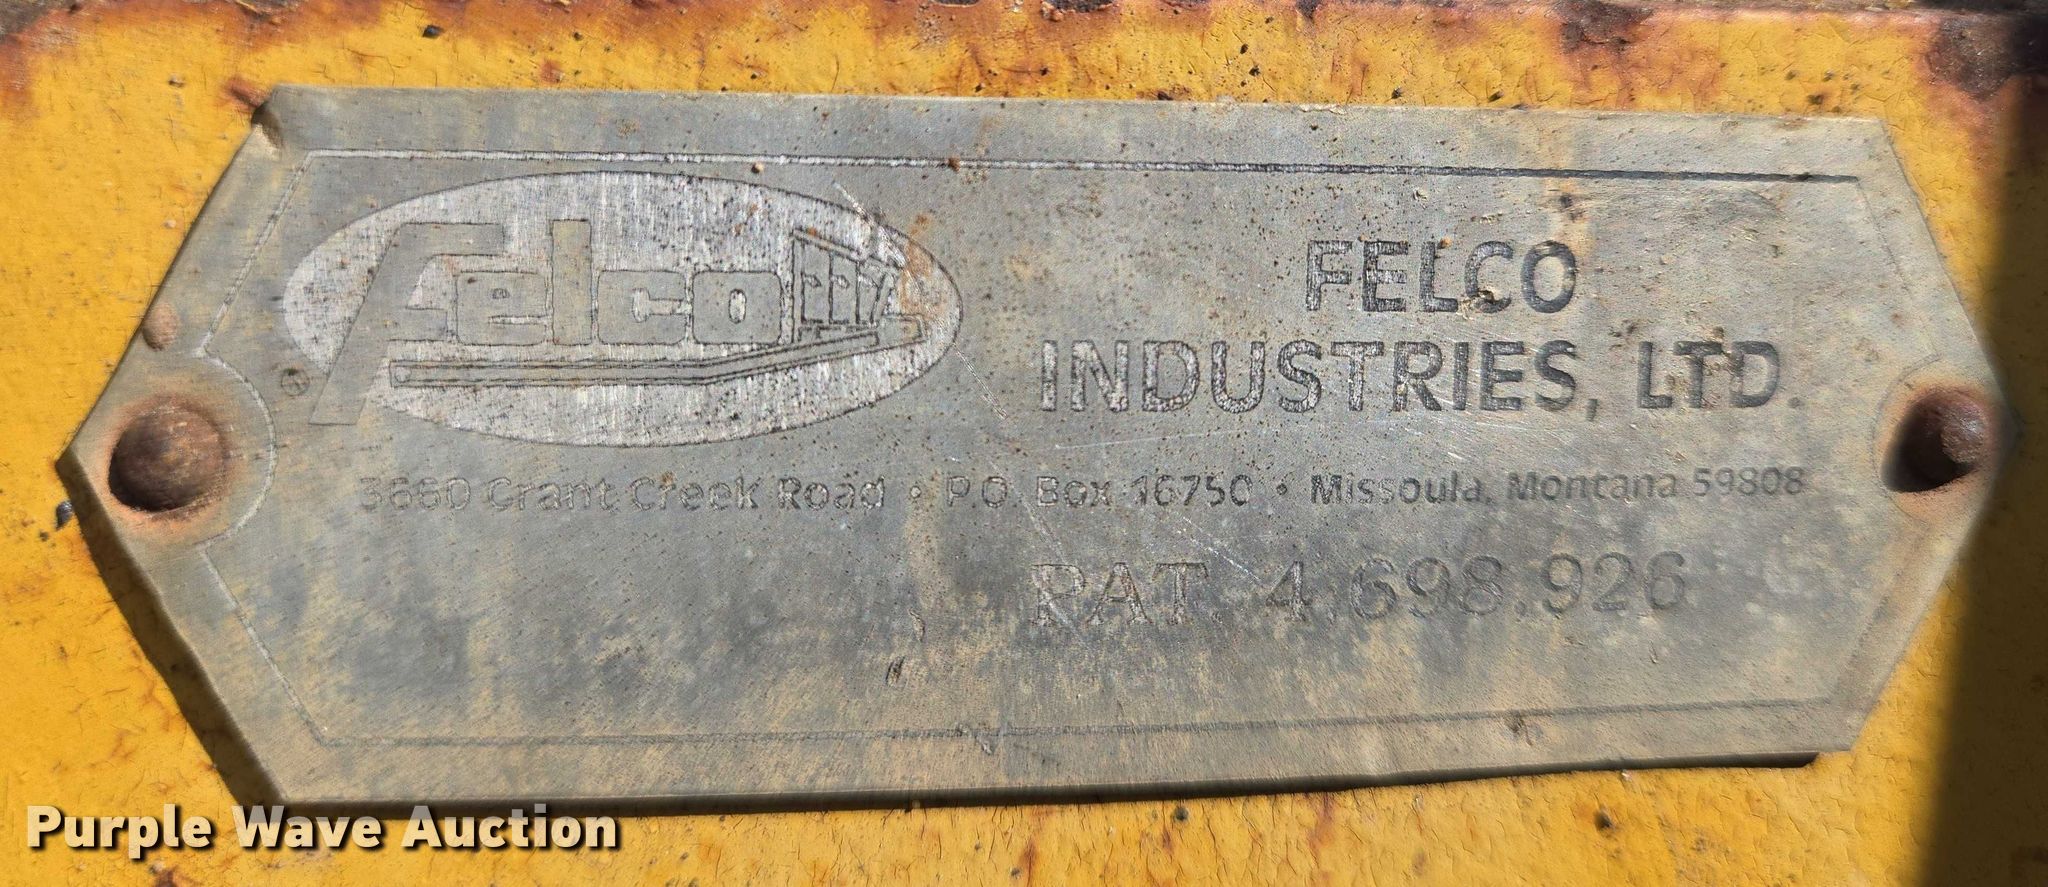 Felco
FELCO
INDUSTRIES, LTD.
®
3660 Grant Creek Road • P.O. Box 16750 • Missoula, Montana 59808
PAT. 4,698,926
Purple Wave Auction